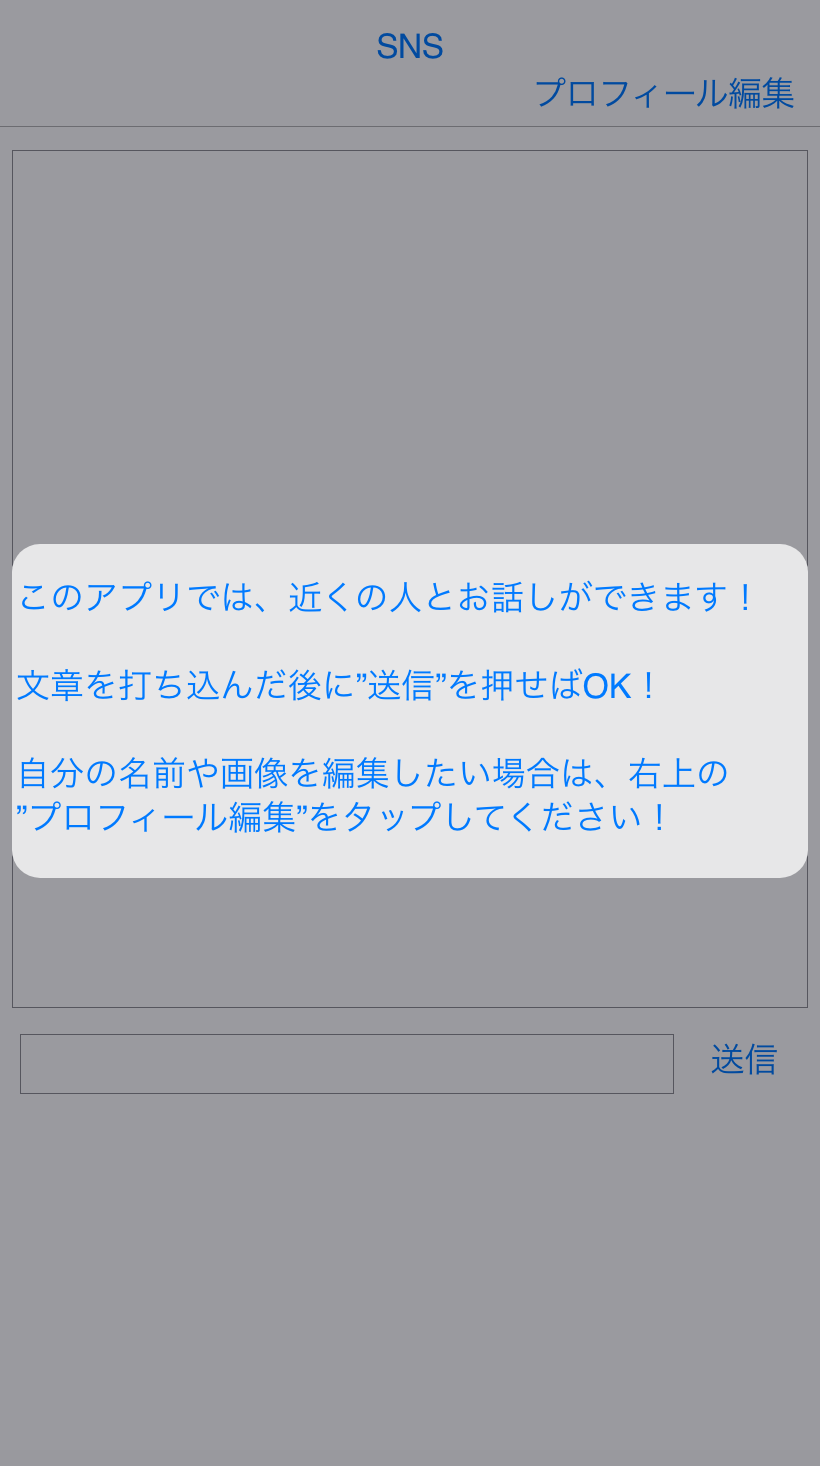 SNS
プロフィール編集
このアプリでは、近くの人とお話しができます！
文章を打ち込んだ後に”送信”を押せばOK！
自分の名前や画像を編集したい場合は、右上の
”プロフィール編集”をタップしてください！
送信